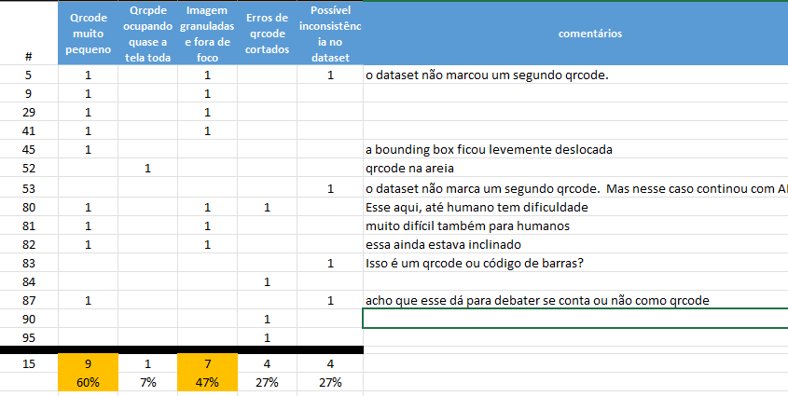 # Qrcode muito pequeno Qrcpde ocupando quase a tela toda Imagem granuladas e fora de foco Erros de qrcode cortados Possível inconsistênc ia no dataset comentários
5 1 1 1 o dataset não marcou um segundo qrcode.
9 1 1
29 1 1
41 1 1
45 1 a bounding box ficou levemente deslocada
52 1 qrcode na areia
53 1 o dataset não marca um segundo qrcode. Mas nesse caso continou com
80 1 1 1 Esse aqui, até humano tem dificuldade
81 1 1 muito difícil também para humanos
82 1 1 essa ainda estava inclinado
83 1 Isso é um qrcode ou código de barras?
84 1
87 1 1 acho que esse dá para debater se conta ou não como qrcode
90 1
95 1
15 9 1 7 4 4
60% 7% 47% 27% 27%